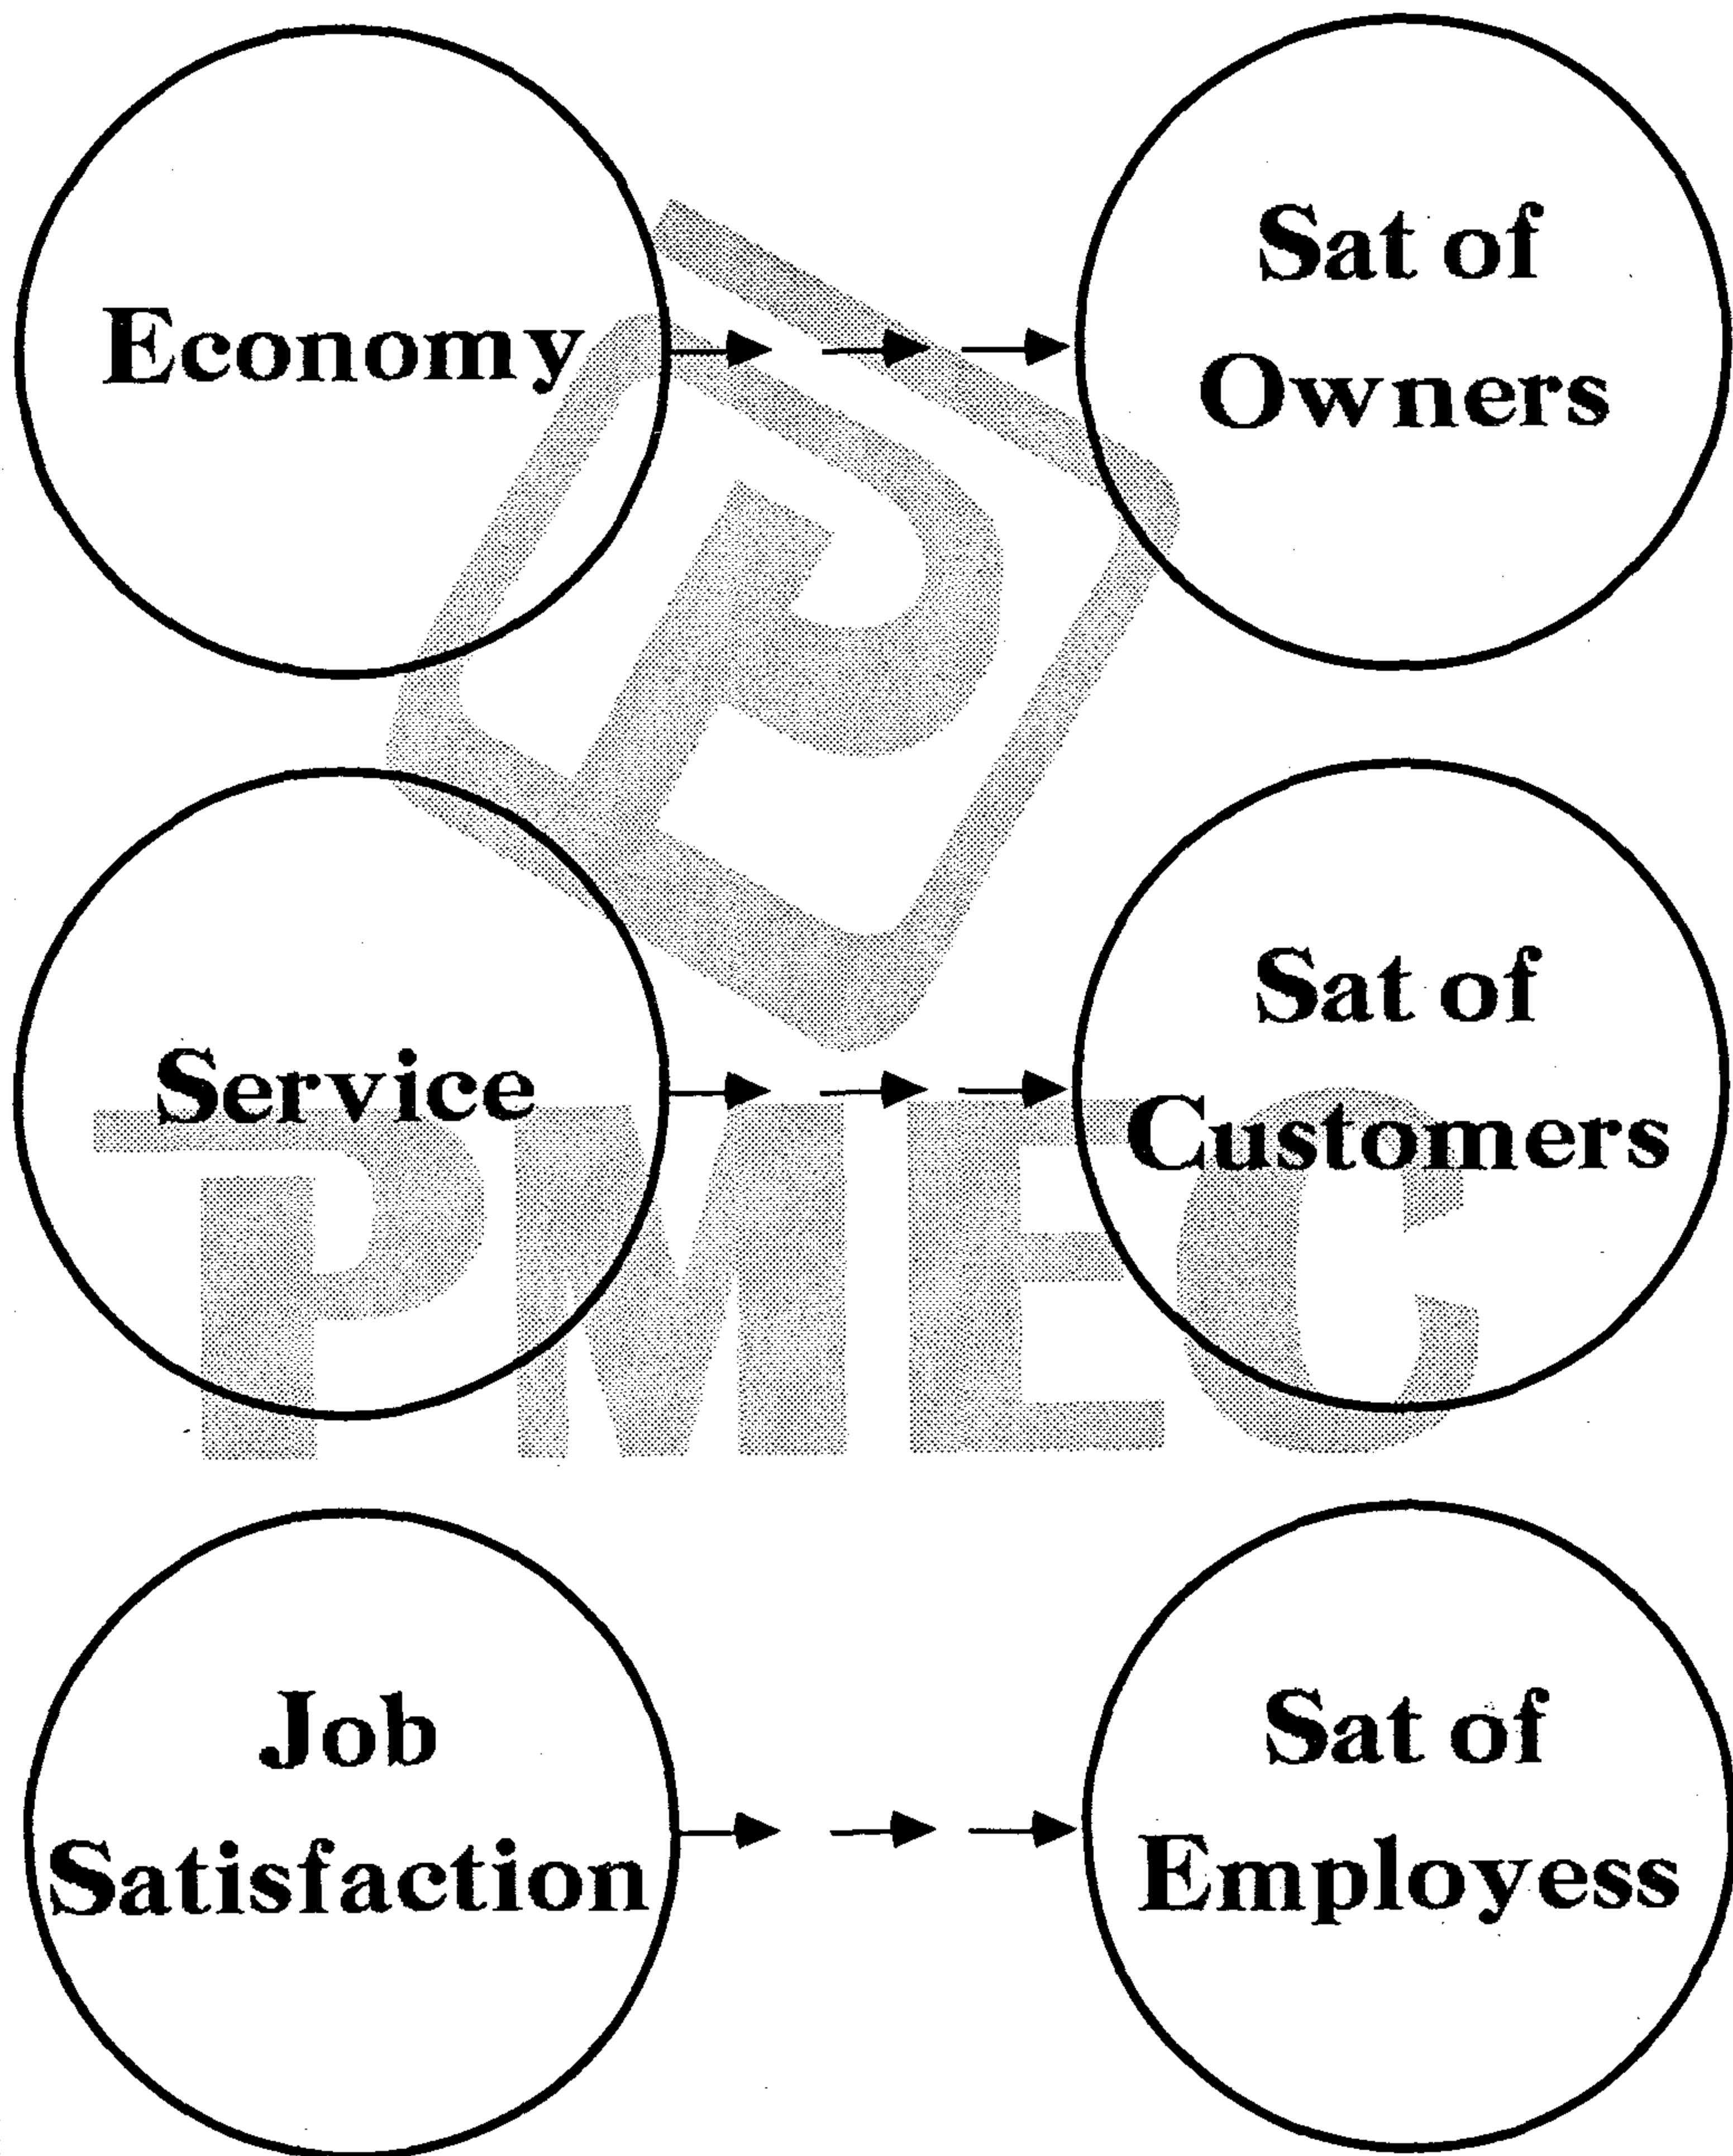 Economy
Sat of
Owners
Service
Sat of
Customers
Job
Satisfaction
Sat of
Employess
P
PMEC